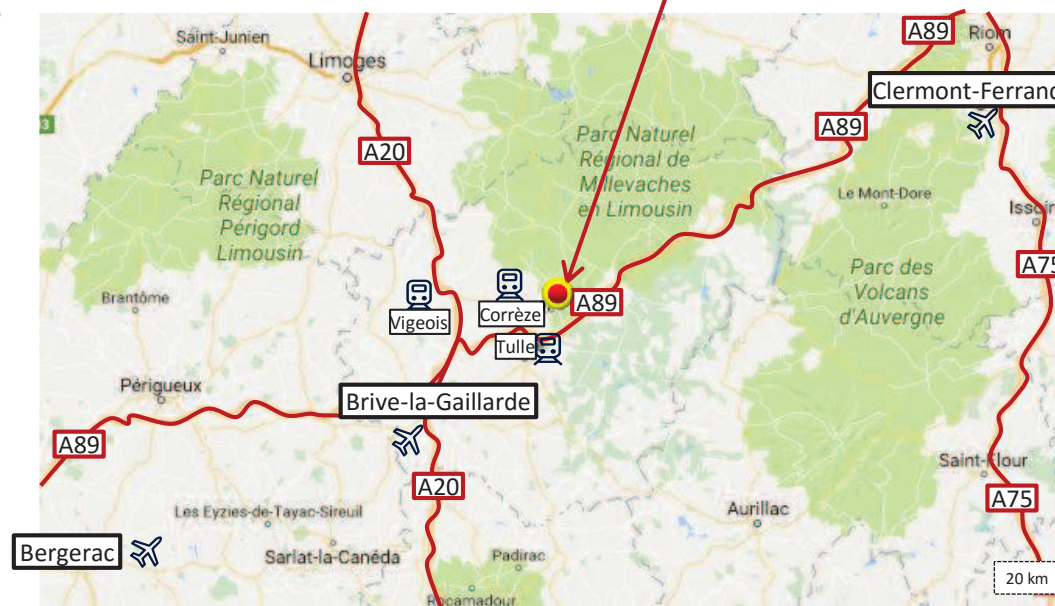 A89
Riom
Saint-Junien
Limoges
Clermont-Ferrand
3
A20
A89
Parc Naturel
Régional de
Millevaches
en Limousin
Parc Naturel
Régional
Périgord
Limousin
Le Mont-Dore
Issoir
A75
Parc des
Volcans
d'Auvergne
Brantôme
Vigeois
Corrèze
A89
Tulle
Périgueux
Brive-la-Gaillarde
A89
A20
Saint-Flour
A75
Les Eyzies-de-Tayac-Sireuil
Aurillac
Bergerac
Sarlat-la-Canéda
Padirac
20 km
Rocamadour